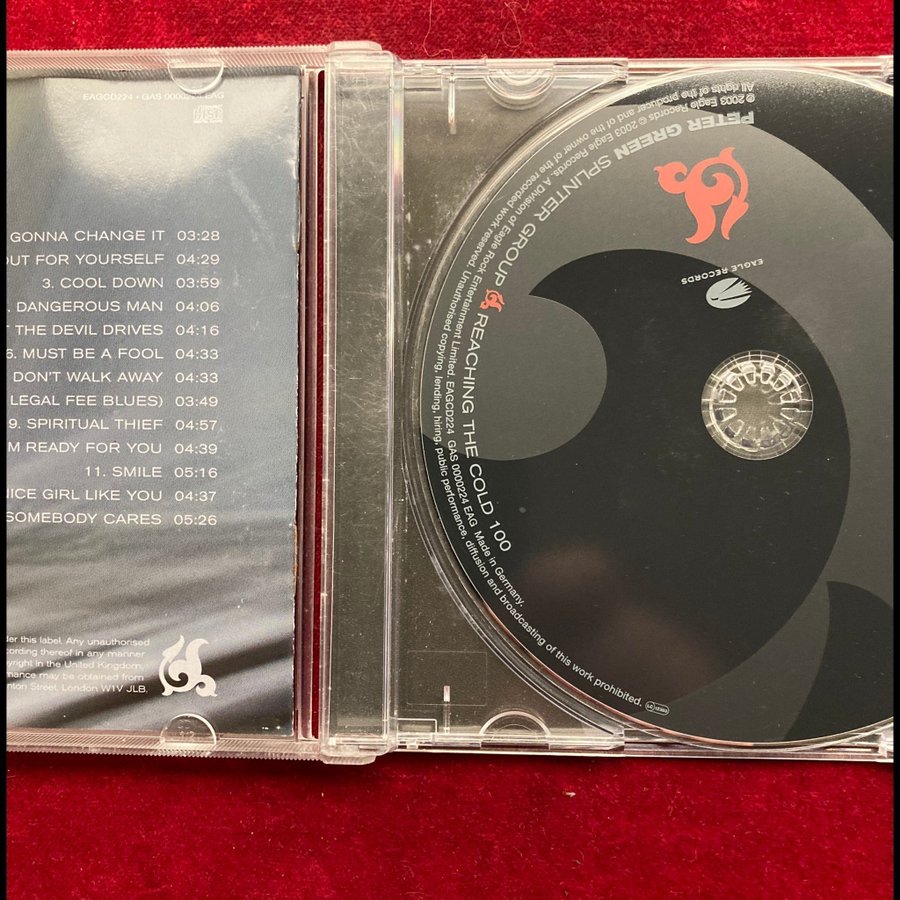 EAGCD224 • GAS 0000224 EAG
GONNA CHANGE IT 03:28
OUT FOR YOURSELF 04:29
3. COOL DOWN 03:59
DANGEROUS MAN 04:06
THE DEVIL DRIVES 04:16
6. MUST BE A FOOL 04:33
DON'T WALK AWAY 04:33
LEGAL FEE BLUES) 03:49
9. SPIRITUAL THIEF 04:57
READY FOR YOU 04:39
11. SMILE 05:16
NICE GIRL LIKE YOU 04:37
SOMEBODY CARES 05:26
this label. Any unauthorised
thereof in any manner
in the United Kingdom,
may be obtained from
Street, London W1V JLB.
PETER GREEN SPLINTER GROUP REACHING THE COLD 100
℗ 2003 Eagle Records © 2003 Eagle Records. A Division of Eagle Rock Entertainment Limited. EAGCD224 GAS 0000224 EAG Made in Germany.
All rights of the producer and of the owner of the recorded work reserved. Unauthorised copying, lending, hiring, public performance, diffusion and broadcasting of this work prohibited.
EAGLE RECORDS